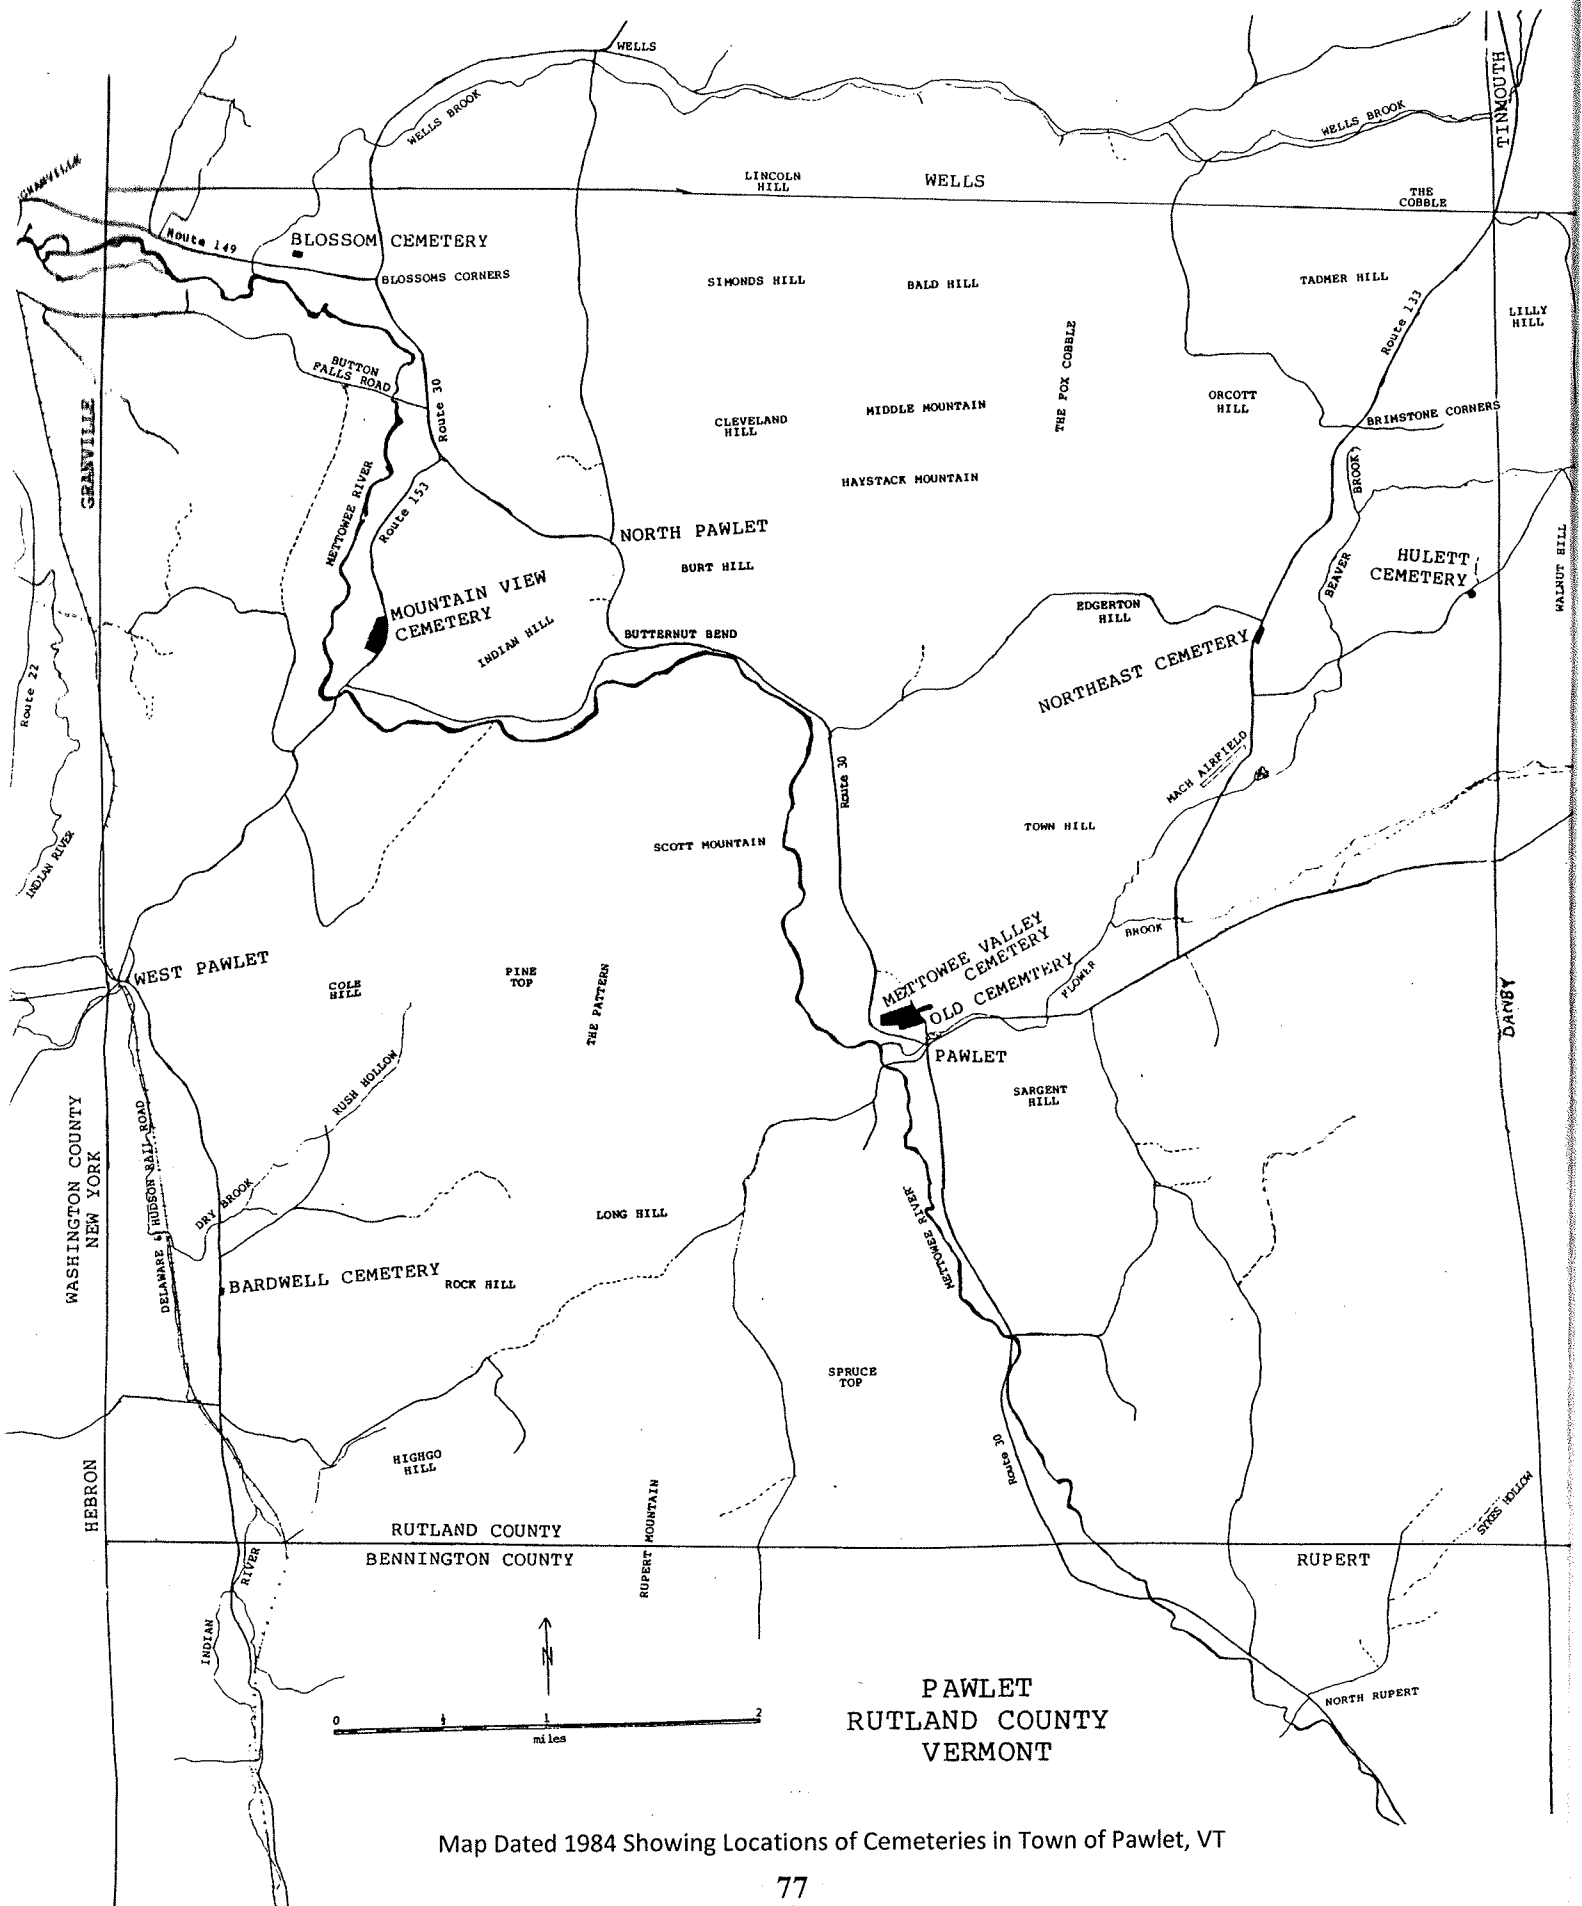 WELLS
WELLS BROOK
WELLS BROOK
TINMOUTH
GRANVILLE
LINCOLN
HILL
WELLS
THE
COBBLE
Route 149
BLOSSOM CEMETERY
BLOSSOMS CORNERS
SIMONDS HILL
BALD HILL
TADMER HILL
Route 133
LILLY
HILL
BUTTON
FALLS ROAD
Route 30
THE FOX COBBLE
GRANVILLE
CLEVELAND
HILL
MIDDLE MOUNTAIN
ORCOTT
HILL
BRIMSTONE CORNERS
METTOWEE RIVER
Route 153
HAYSTACK MOUNTAIN
BROOK
BEAVER
NORTH PAWLET
BURT HILL
HULETT
CEMETERY
WALNUT HILL
MOUNTAIN VIEW
CEMETERY
INDIAN HILL
BUTTERNUT BEND
EDGERTON
HILL
NORTHEAST CEMETERY
Route 22
Route 30
MACH AIRFIELD
INDIAN RIVER
SCOTT MOUNTAIN
TOWN HILL
WEST PAWLET
COLE
HILL
PINE
TOP
THE PATTERN
METTOWEE VALLEY
CEMETERY
OLD CEMEMTERY
FLOWER
BROOK
DANBY
PAWLET
RUSH HOLLOW
SARGENT
HILL
WASHINGTON COUNTY
NEW YORK
DELAWARE & HUDSON RAIL ROAD
DRY BROOK
LONG HILL
METTOWEE RIVER
BARDWELL CEMETERY
ROCK HILL
SPRUCE
TOP
HEBRON
HIGHGO
HILL
Route 30
RUPERT MOUNTAIN
SYKES HOLLOW
RUTLAND COUNTY
BENNINGTON COUNTY
RUPERT
INDIAN
RIVER
N
0
1
2
miles
NORTH RUPERT
PAWLET
RUTLAND COUNTY
VERMONT
Map Dated 1984 Showing Locations of Cemeteries in Town of Pawlet, VT
77